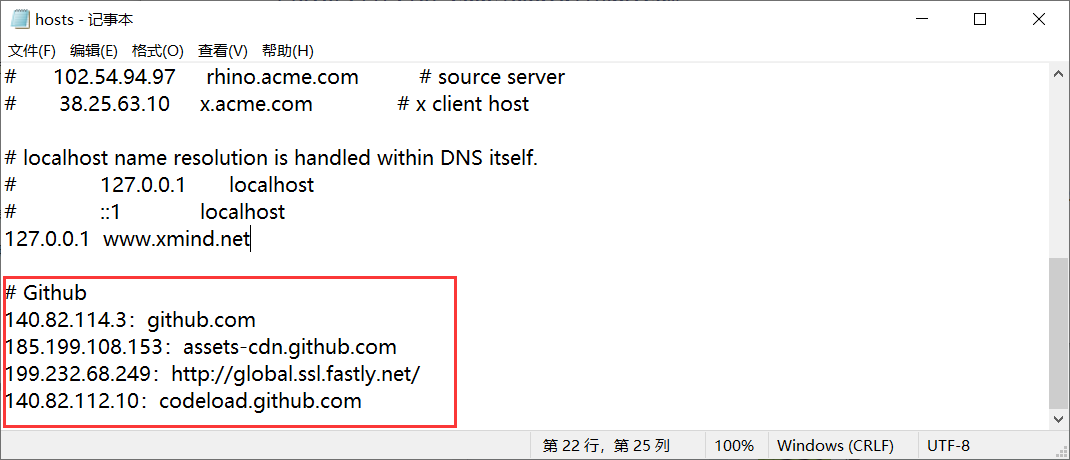 hosts - 记事本
文件(F) 编辑(E) 格式(O) 查看(V) 帮助(H)
# 102.54.94.97 rhino.acme.com # source server
# 38.25.63.10 x.acme.com # x client host
# localhost name resolution is handled within DNS itself.
# 127.0.0.1 localhost
# ::1 localhost
127.0.0.1 www.xmind.net
# Github
140.82.114.3：github.com
185.199.108.153：assets-cdn.github.com
199.232.68.249：http://global.ssl.fastly.net/
140.82.112.10：codeload.github.com
第 22 行，第 25 列 100% Windows (CRLF) UTF-8